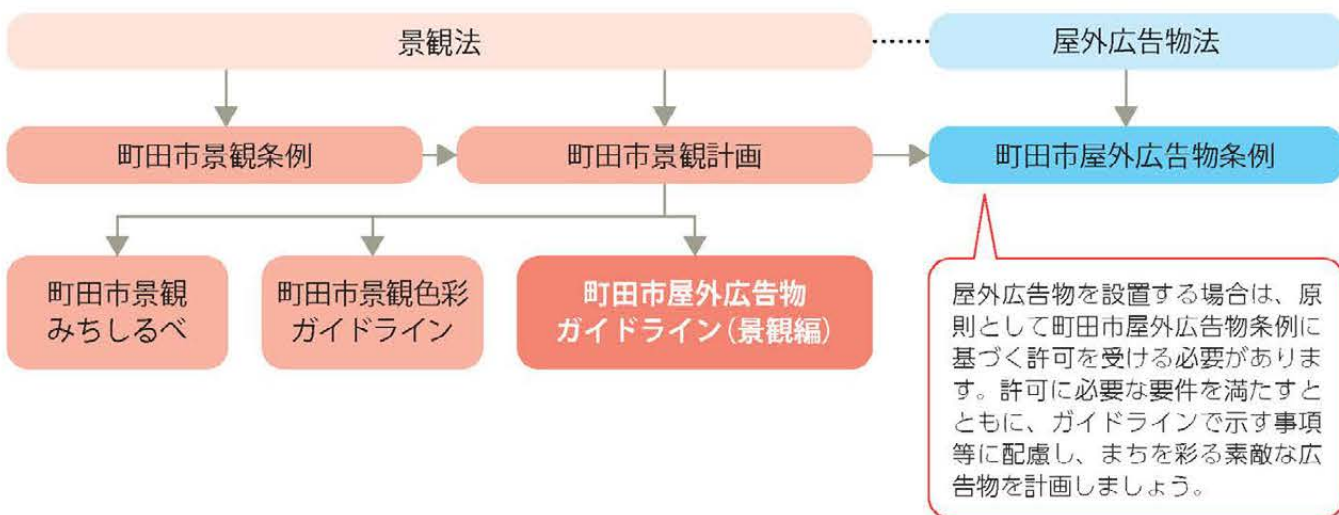 景観法
屋外広告物法
町田市景観条例
町田市景観計画
町田市屋外広告物条例
町田市景観
みちしるべ
町田市景観色彩
ガイドライン
町田市屋外広告物
ガイドライン(景観編)
屋外広告物を設置する場合は、原
則として町田市屋外広告物条例に
基づく許可を受ける必要がありま
す。許可に必要な要件を満たすと
ともに、ガイドラインで示す事項
等に配慮し、まちを彩る素敵な広
告物を計画しましょう。